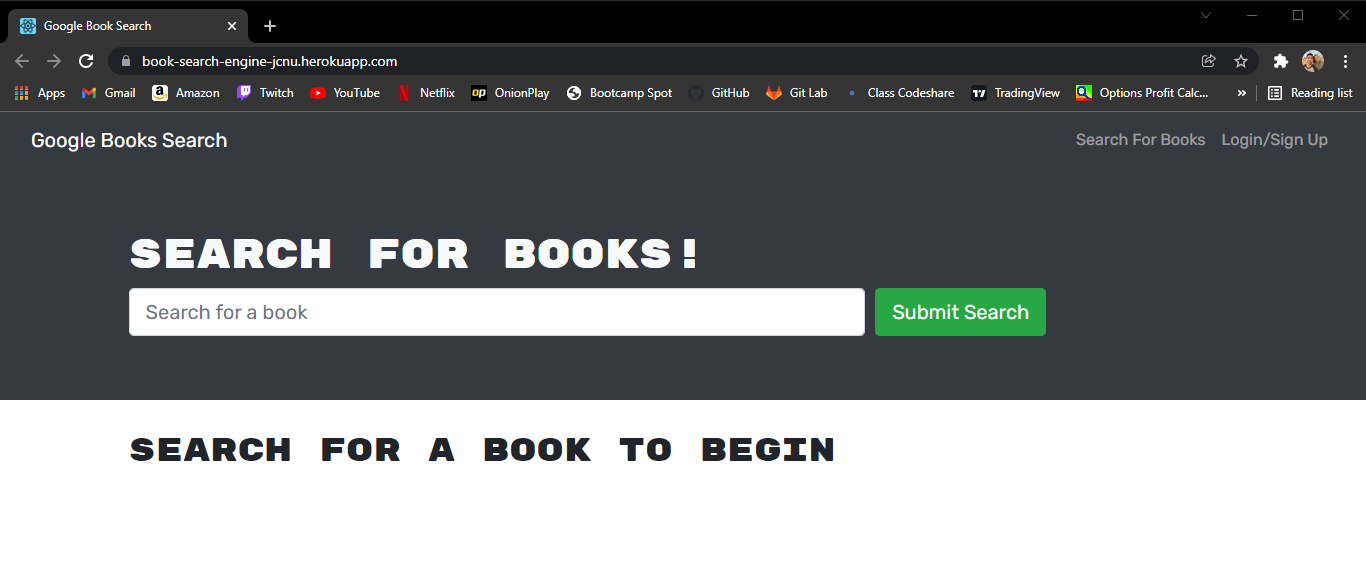 Google Book Search
book-search-engine-jcnu.herokuapp.com
Apps Gmail Amazon Twitch YouTube Netflix OnionPlay Bootcamp Spot GitHub Git Lab Class Codeshare TradingView Options Profit Calc... » Reading list
Google Books Search Search For Books Login/Sign Up
SEARCH FOR BOOKS!
Search for a book Submit Search
SEARCH FOR A BOOK TO BEGIN